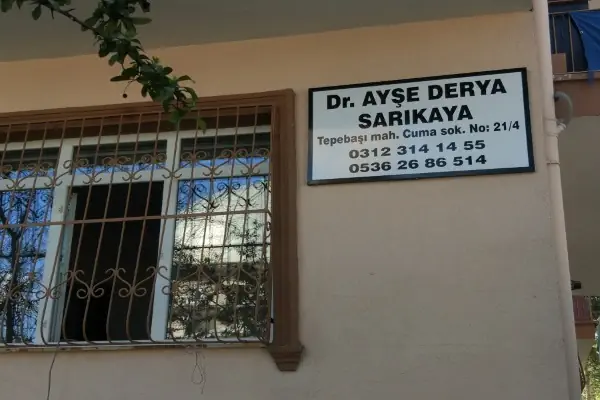 Dr. AYŞE DERYA
SARIKAYA
Tepebaşı mah. Cuma sok. No: 21/4
0312 314 14 55
0536 26 86 514